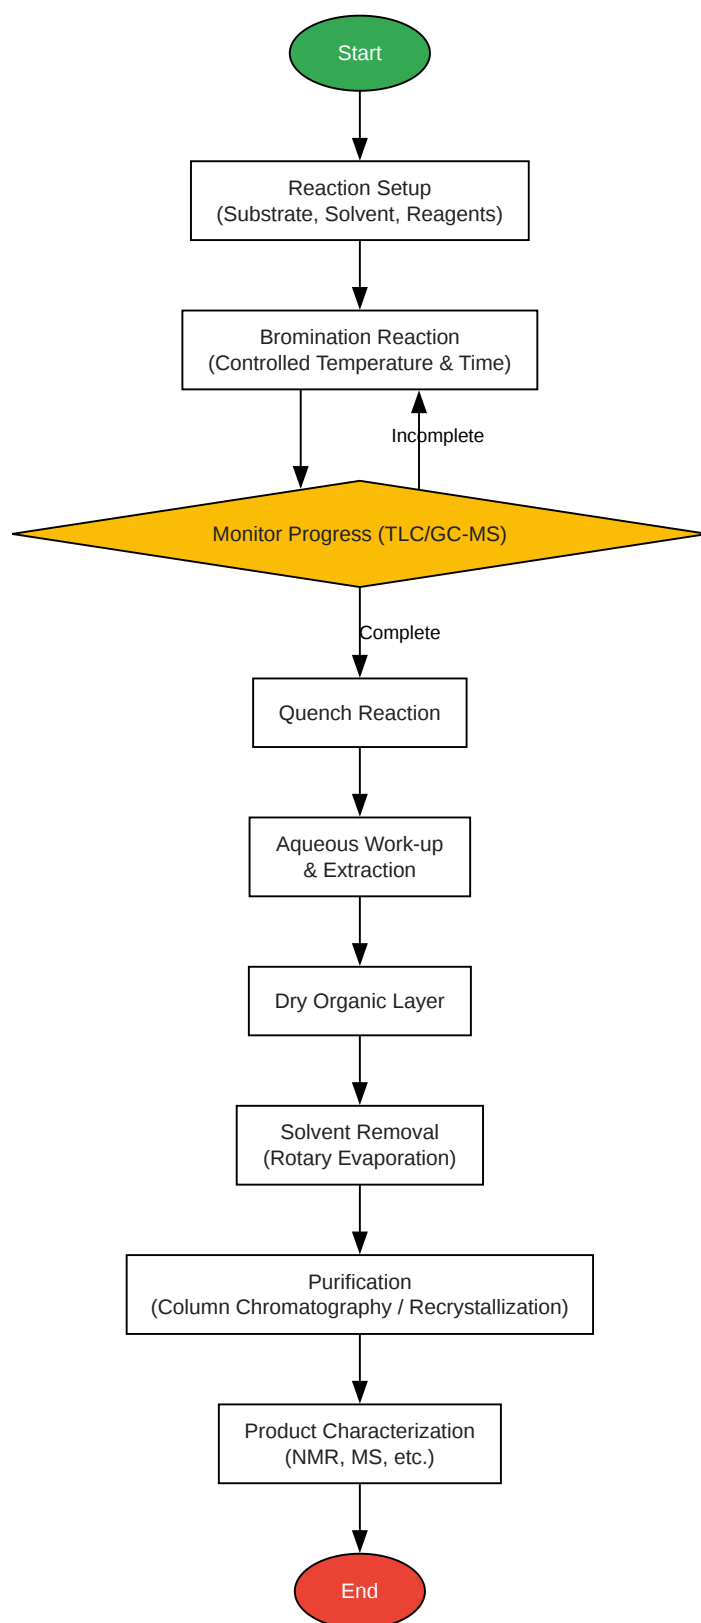 Start
Reaction Setup
(Substrate, Solvent, Reagents)
Bromination Reaction
(Controlled Temperature & Time)
Incomplete
Monitor Progress (TLC/GC-MS)
Complete
Quench Reaction
Aqueous Work-up
& Extraction
Dry Organic Layer
Solvent Removal
(Rotary Evaporation)
Purification
(Column Chromatography / Recrystallization)
Product Characterization
(NMR, MS, etc.)
End